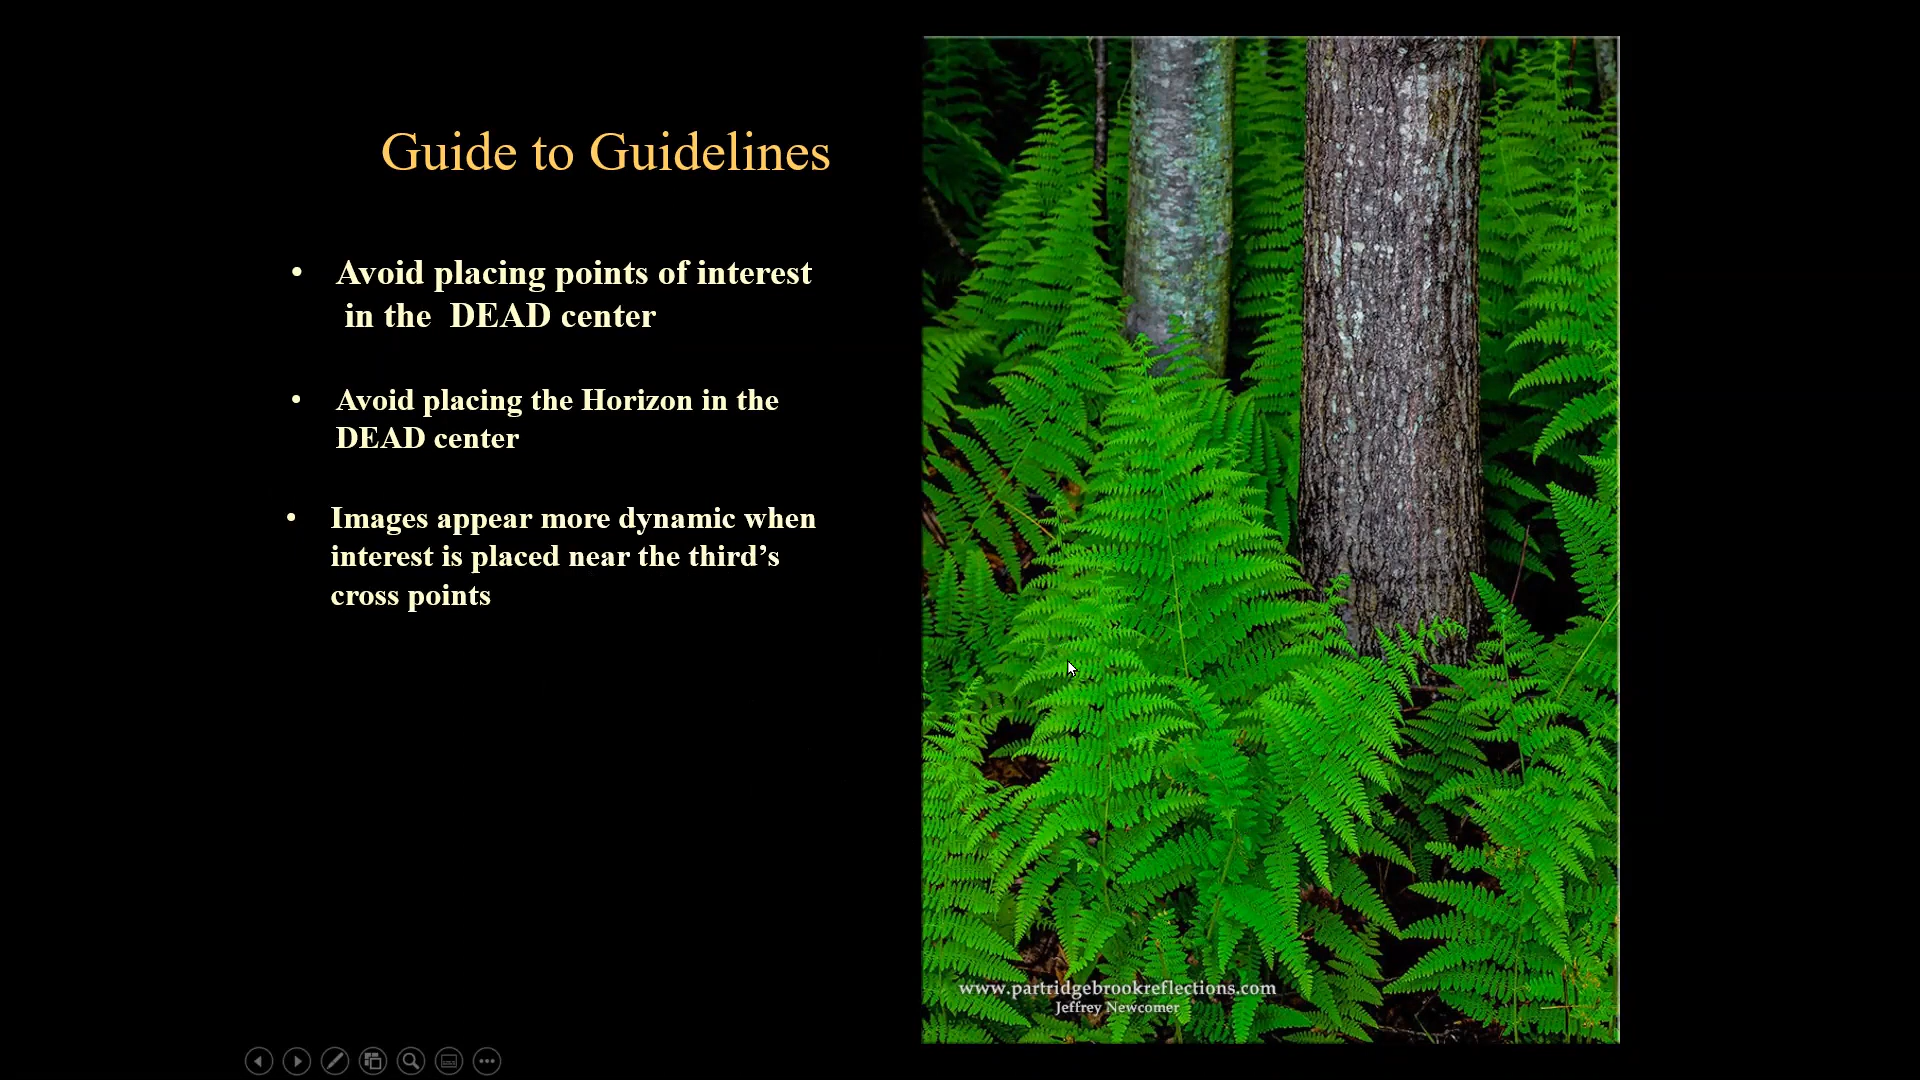 Guide to Guidelines
• Avoid placing points of interest
in the DEAD center
• Avoid placing the Horizon in the
DEAD center
• Images appear more dynamic when
interest is placed near the third’s
cross points
www.partridgebrookreflections.com
Jeffrey Newcomer